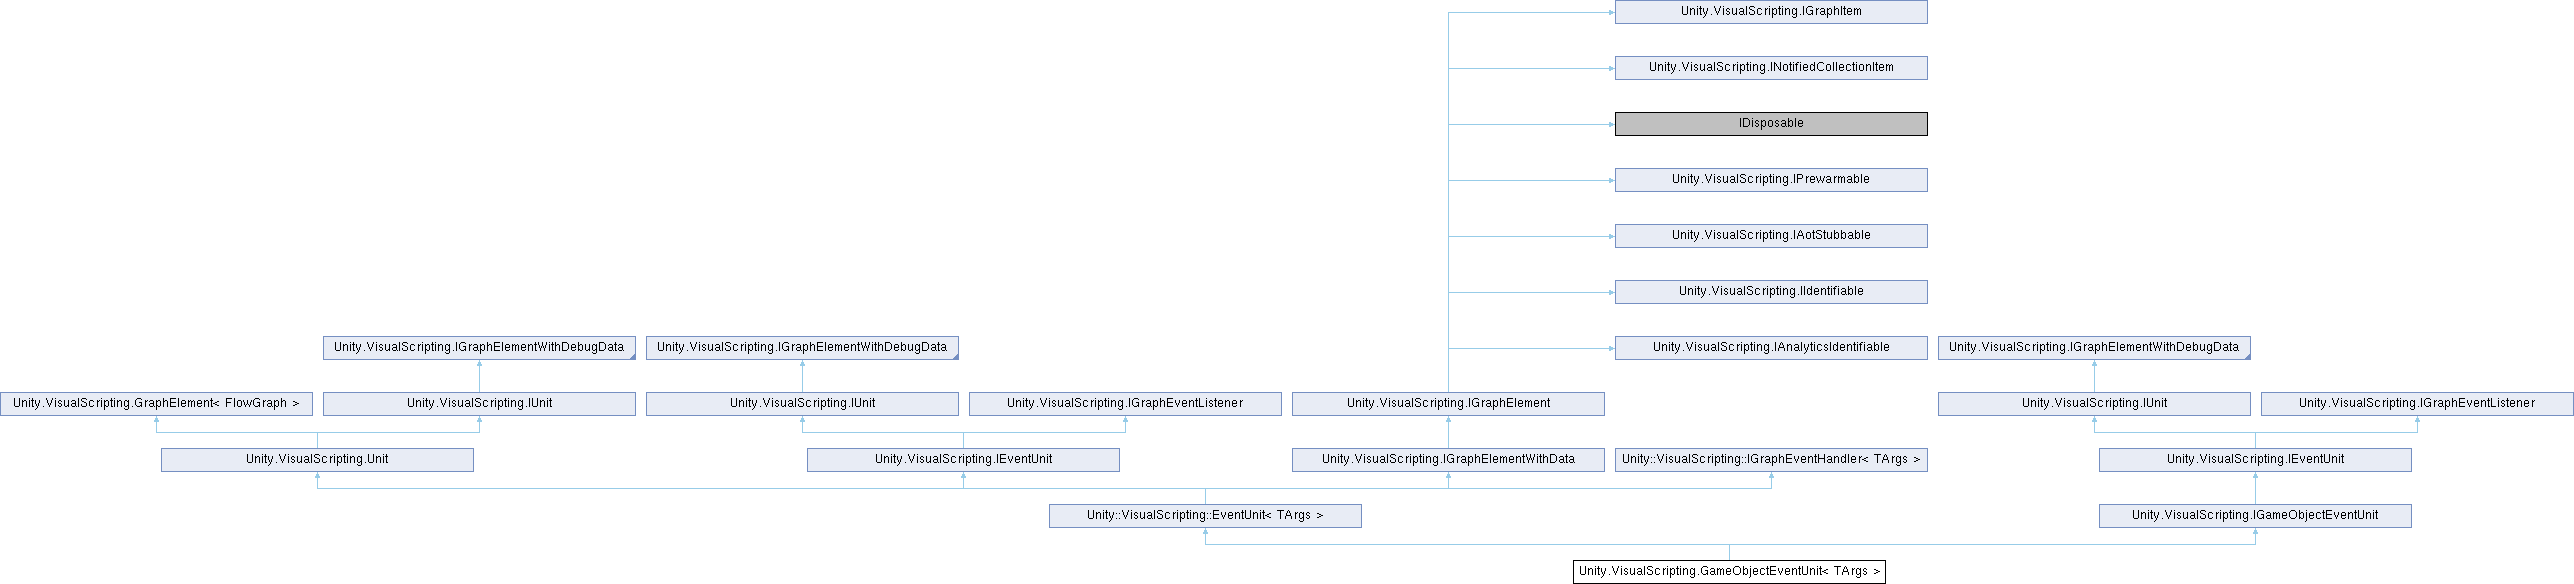 Unity.VisualScripting.IGraphItem
Unity.VisualScripting.INotifiedCollectionItem
IDisposable
Unity.VisualScripting.IPrewarmable
Unity.VisualScripting.IAotStubbable
Unity.VisualScripting.IIdentifiable
Unity.VisualScripting.IGraphElementWithDebugData
Unity.VisualScripting.IGraphElementWithDebugData
Unity.VisualScripting.IAnalyticsIdentifiable
Unity.VisualScripting.IGraphElementWithDebugData
Unity.VisualScripting.GraphElement< FlowGraph >
Unity.VisualScripting.IUnit
Unity.VisualScripting.IUnit
Unity.VisualScripting.IGraphEventListener
Unity.VisualScripting.IGraphElement
Unity.VisualScripting.IUnit
Unity.VisualScripting.IGraphEventListener
Unity.VisualScripting.Unit
Unity.VisualScripting.IEventUnit
Unity.VisualScripting.IGraphElementWithData
Unity::VisualScripting::IGraphEventHandler< TArgs >
Unity.VisualScripting.IEventUnit
Unity::VisualScripting::EventUnit< TArgs >
Unity.VisualScripting.IGameObjectEventUnit
Unity.VisualScripting.GameObjectEventUnit< TArgs >